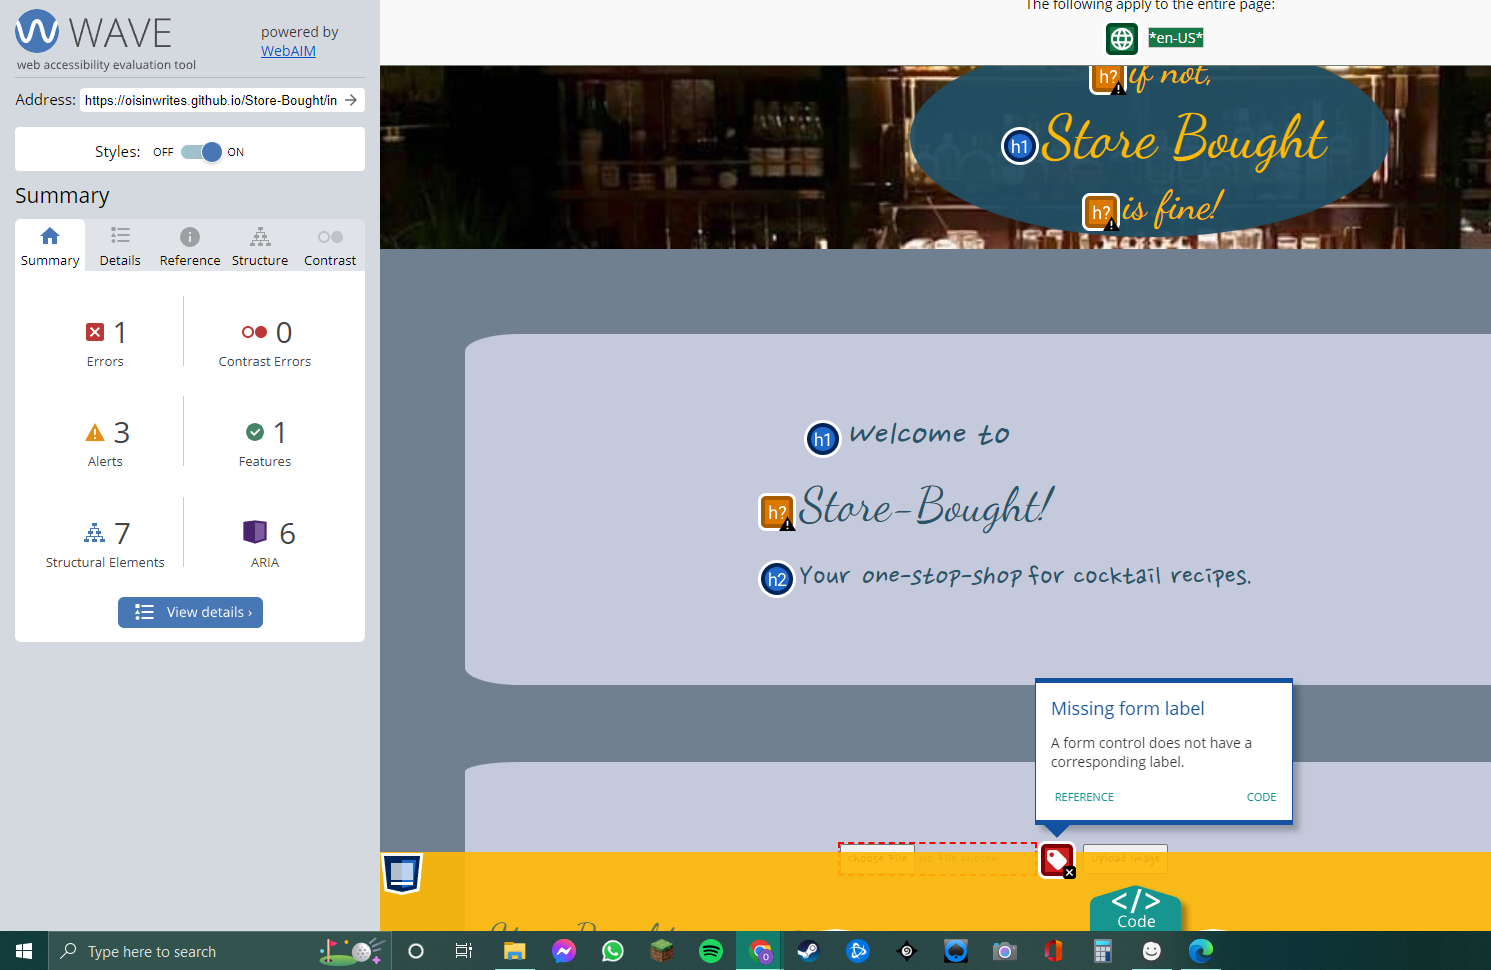 WAVE
powered by
WebAIM
web accessibility evaluation tool
Address:
https://oisinwrites.github.io/Store-Bought/in
Styles: OFF ON
Summary
Summary Details Reference Structure Contrast
1
Errors
0
Contrast Errors
3
Alerts
1
Features
7
Structural Elements
6
ARIA
View details ›
The following apply to the entire page:
*en-US*
h? if not,
h1 Store Bought
h? is fine!
h1 Welcome to
h? Store-Bought!
h2 Your one-stop-shop for cocktail recipes.
Missing form label
A form control does not have a
corresponding label.
REFERENCE CODE
Choose File No file chosen
Upload Image
</>
Code
Type here to search